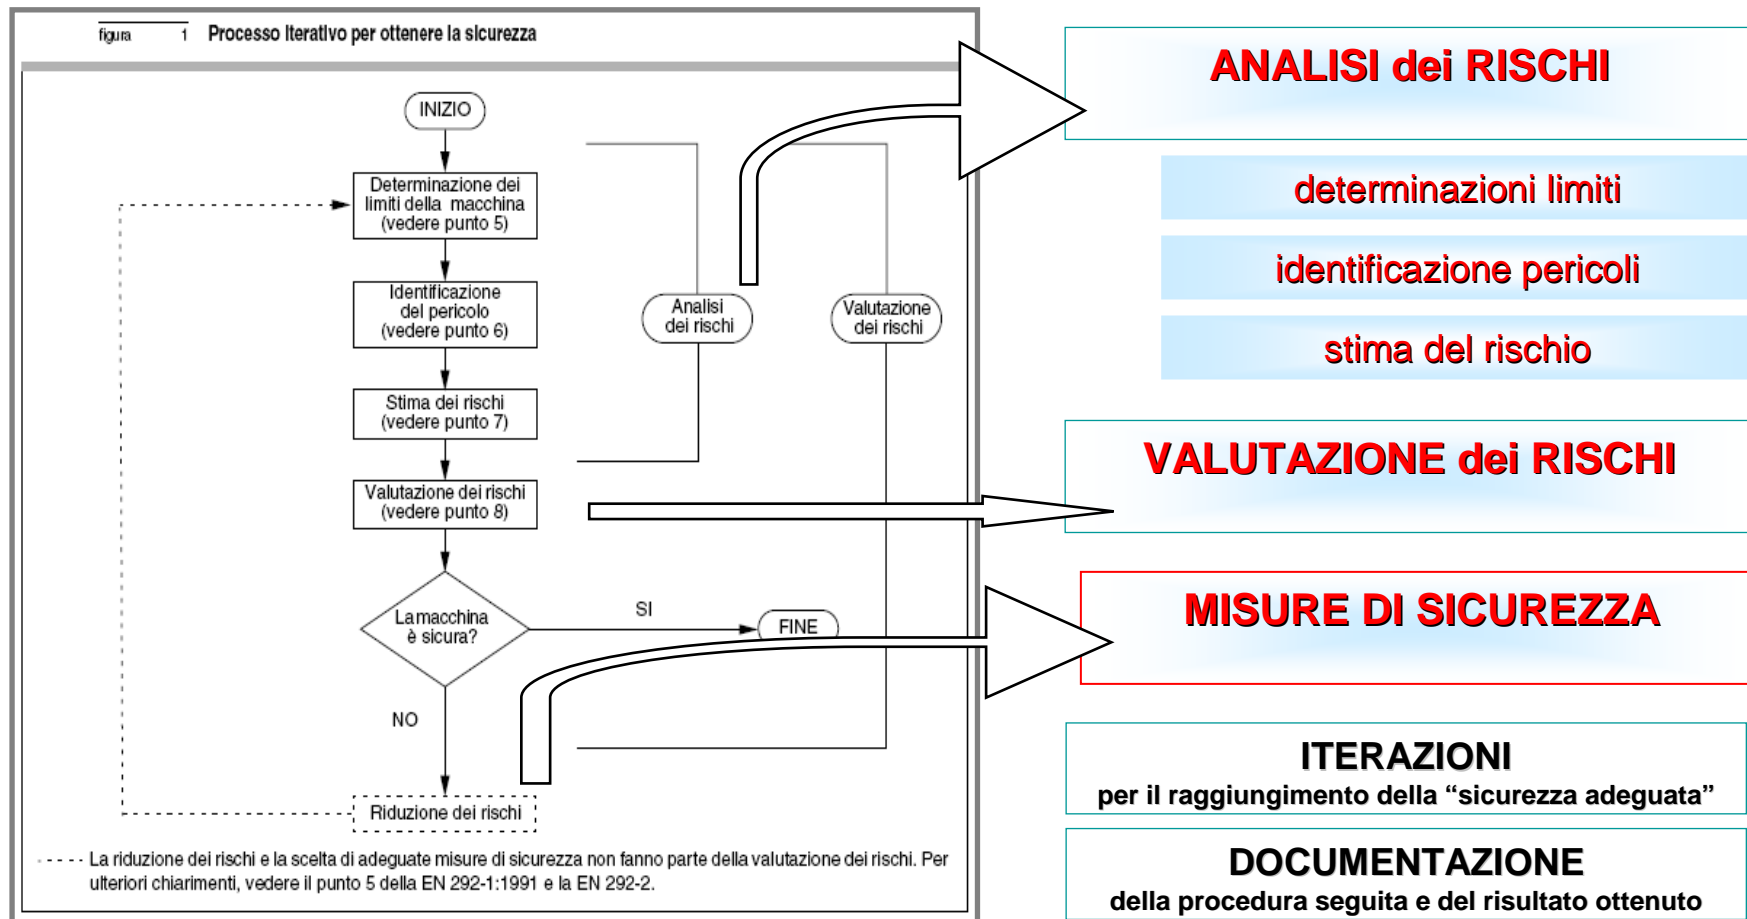 figura 1 Processo iterativo per ottenere la sicurezza
INIZIO
Determinazione dei
limiti della macchina
(vedere punto 5)
Identificazione
del pericolo
(vedere punto 6)
Stima dei rischi
(vedere punto 7)
Valutazione dei rischi
(vedere punto 8)
La macchina
è sicura?
SI
FINE
NO
Riduzione dei rischi
Analisi
dei rischi
Valutazione
dei rischi
- - - - La riduzione dei rischi e la scelta di adeguate misure di sicurezza non fanno parte della valutazione dei rischi. Per
ulteriori chiarimenti, vedere il punto 5 della EN 292-1:1991 e la EN 292-2.
ANALISI dei RISCHI
determinazioni limiti
identificazione pericoli
stima del rischio
VALUTAZIONE dei RISCHI
MISURE DI SICUREZZA
ITERAZIONI
per il raggiungimento della “sicurezza adeguata”
DOCUMENTAZIONE
della procedura seguita e del risultato ottenuto